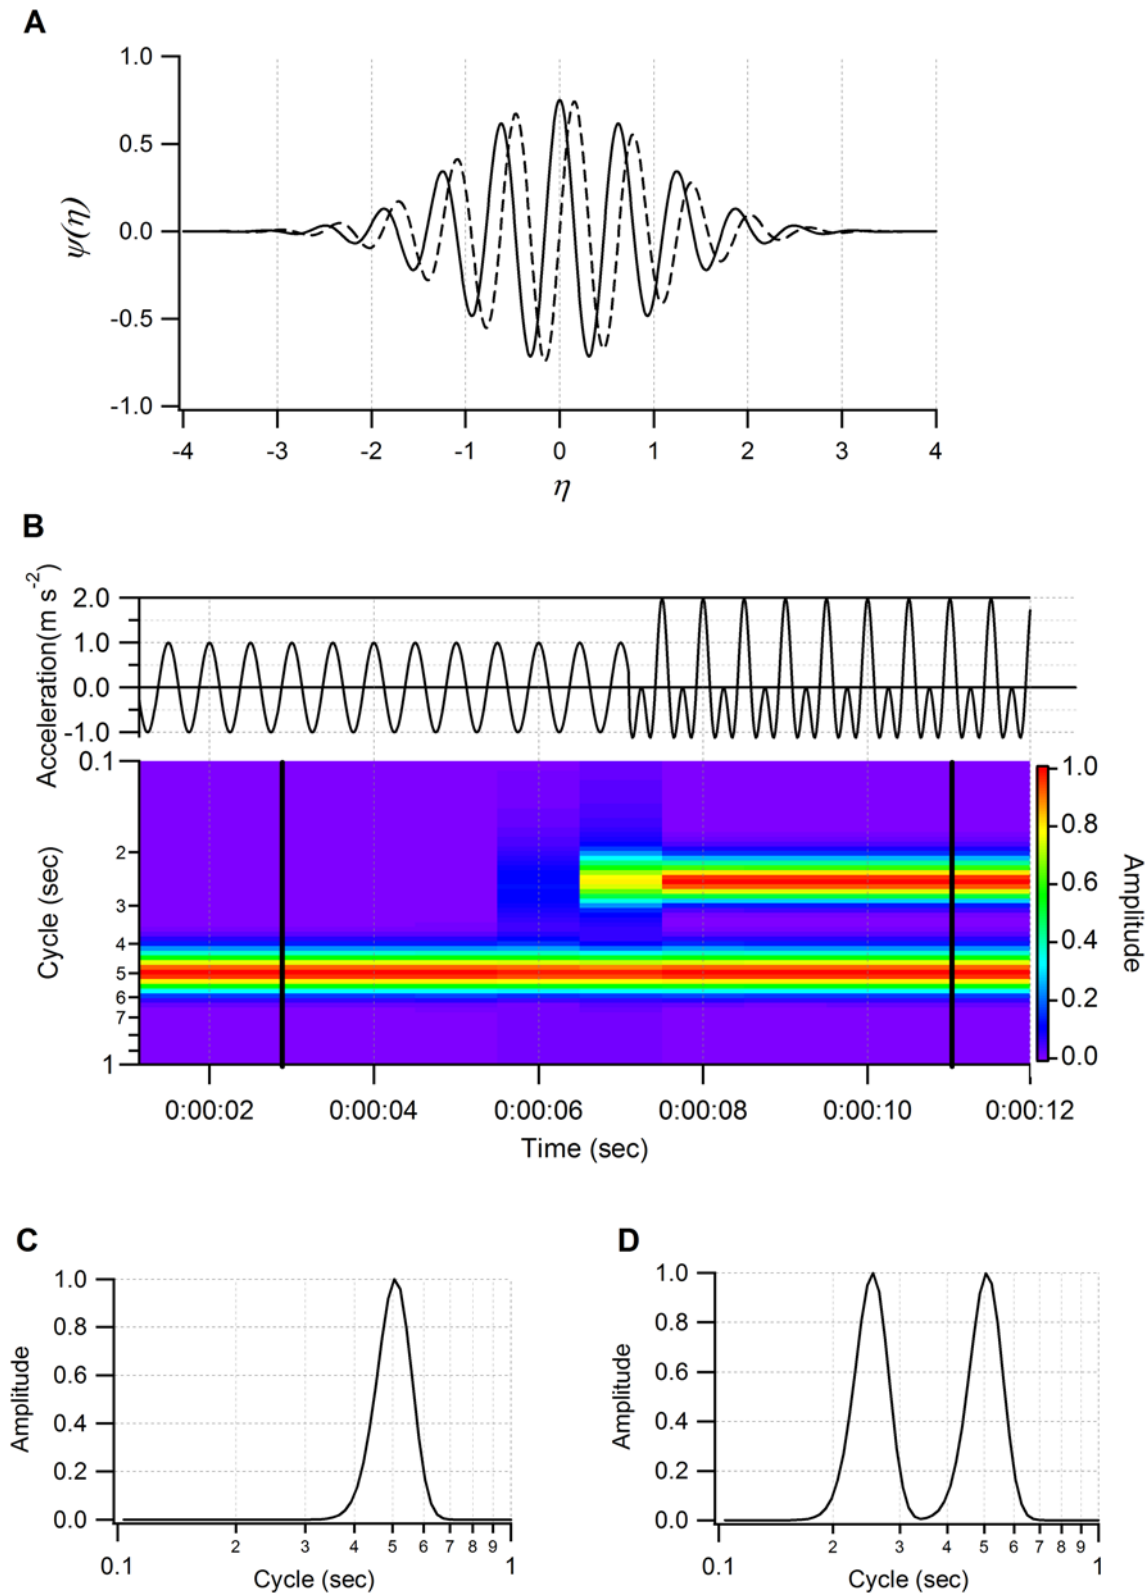 A
1.0
0.5
0.0
-0.5
-1.0
ψ(η)
-4 -3 -2 -1 0 1 2 3 4
η
B
Acceleration(m s-2)
2.0
1.0
0.0
-1.0
Cycle (sec)
0.1
2
3
4
5
6
7
1
1.0
0.8
0.6
0.4
0.2
0.0
Amplitude
0:00:02 0:00:04 0:00:06 0:00:08 0:00:10 0:00:12
Time (sec)
C
Amplitude
1.0
0.8
0.6
0.4
0.2
0.0
2 3 4 5 6 7 8 9
0.1 1
Cycle (sec)
D
Amplitude
1.0
0.8
0.6
0.4
0.2
0.0
2 3 4 5 6 7 8 9
0.1 1
Cycle (sec)